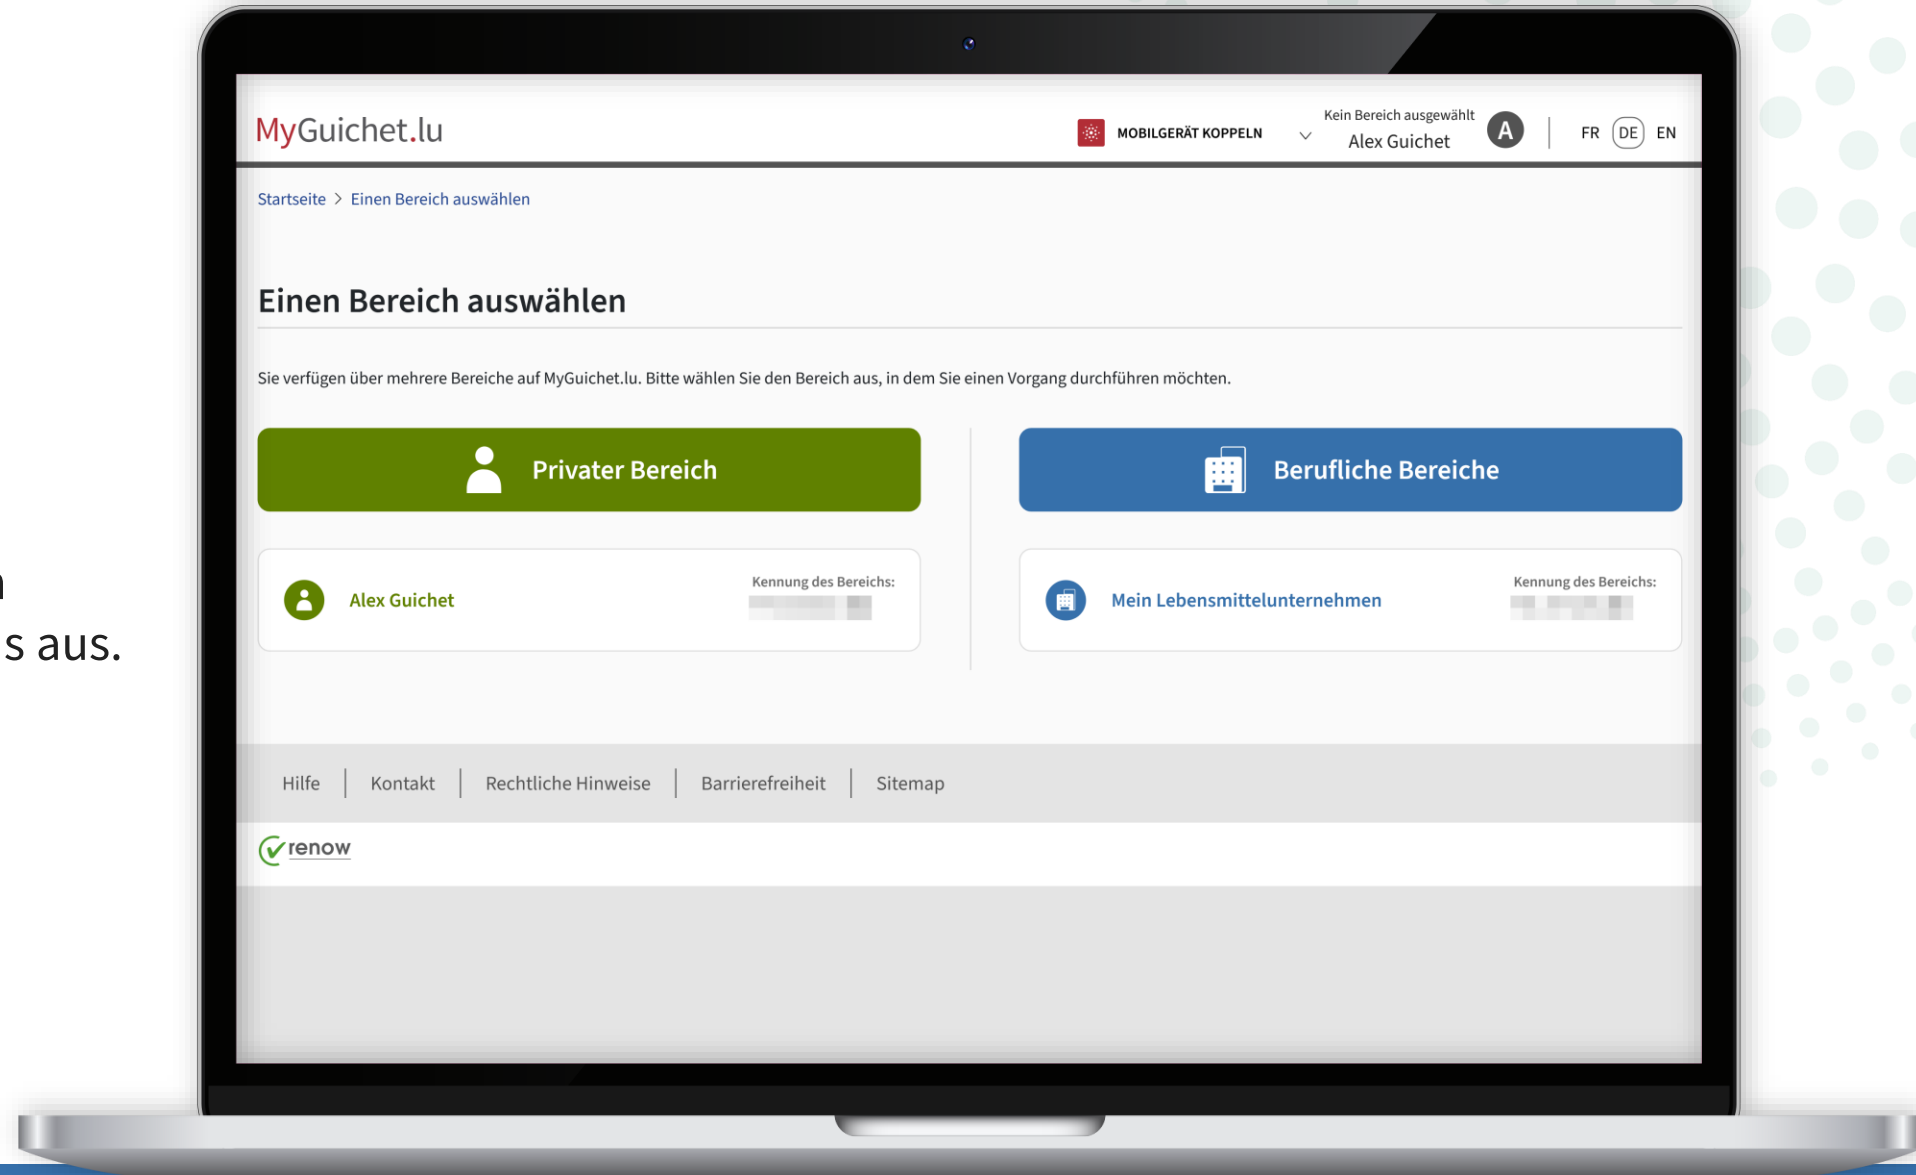 MyGuichet.lu
MOBILGERÄT KOPPELN
Kein Bereich ausgewählt
Alex Guichet
A
FR DE EN
Startseite > Einen Bereich auswählen
Einen Bereich auswählen
Sie verfügen über mehrere Bereiche auf MyGuichet.lu. Bitte wählen Sie den Bereich aus, in dem Sie einen Vorgang durchführen möchten.
Privater Bereich
Alex Guichet
Kennung des Bereichs:
Berufliche Bereiche
Mein Lebensmittelunternehmen
Kennung des Bereichs:
s aus.
Hilfe | Kontakt | Rechtliche Hinweise | Barrierefreiheit | Sitemap
renow